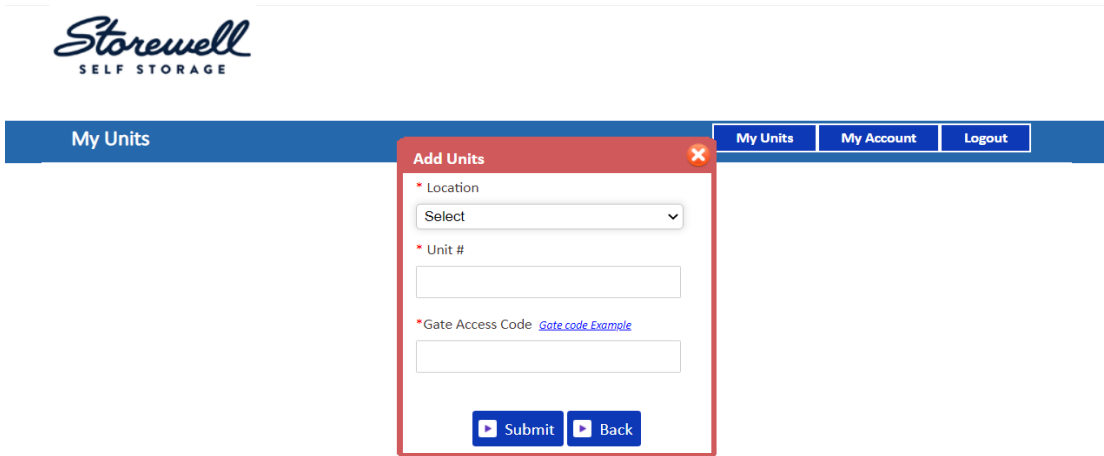 Storewell
SELF STORAGE
My Units
My Units My Account Logout
Add Units
* Location
Select
* Unit #
*Gate Access Code Gate code Example
Submit Back